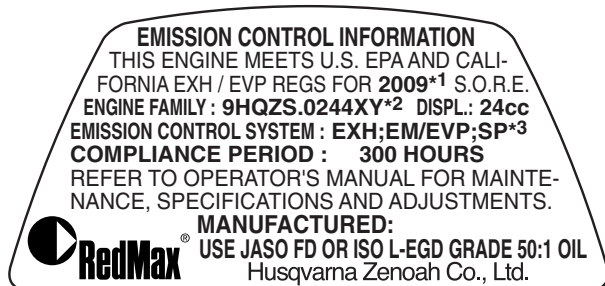 EMISSION CONTROL INFORMATION
THIS ENGINE MEETS U.S. EPA AND CALI-
FORNIA EXH / EVP REGS FOR 2009*1 S.O.R.E.
ENGINE FAMILY : 9HQZS.0244XY*2 DISPL.: 24cc
EMISSION CONTROL SYSTEM : EXH;EM/EVP;SP*3
COMPLIANCE PERIOD : 300 HOURS
REFER TO OPERATOR'S MANUAL FOR MAINTE-
NANCE, SPECIFICATIONS AND ADJUSTMENTS.
MANUFACTURED:
RedMax® USE JASO FD OR ISO L-EGD GRADE 50:1 OIL
Husqvarna Zenoah Co., Ltd.